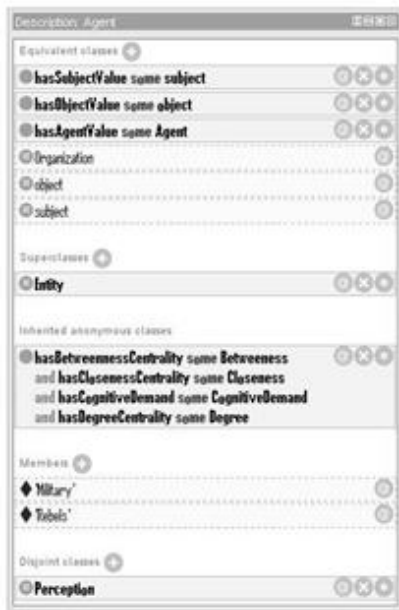 Description: Agent
Equivalent classes
hasSubjectValue some subject
hasObjectValue some object
hasAgentValue some Agent
Organization
object
subject
Superclasses
Entity
Inherited anonymous classes
hasBetweennessCentrality some Betweeness
and hasClosenessCentrality some Closeness
and hasCognitiveDemand some CognitiveDemand
and hasDegreeCentrality some Degree
Members
'Military'
'Rebels'
Disjoint classes
Perception